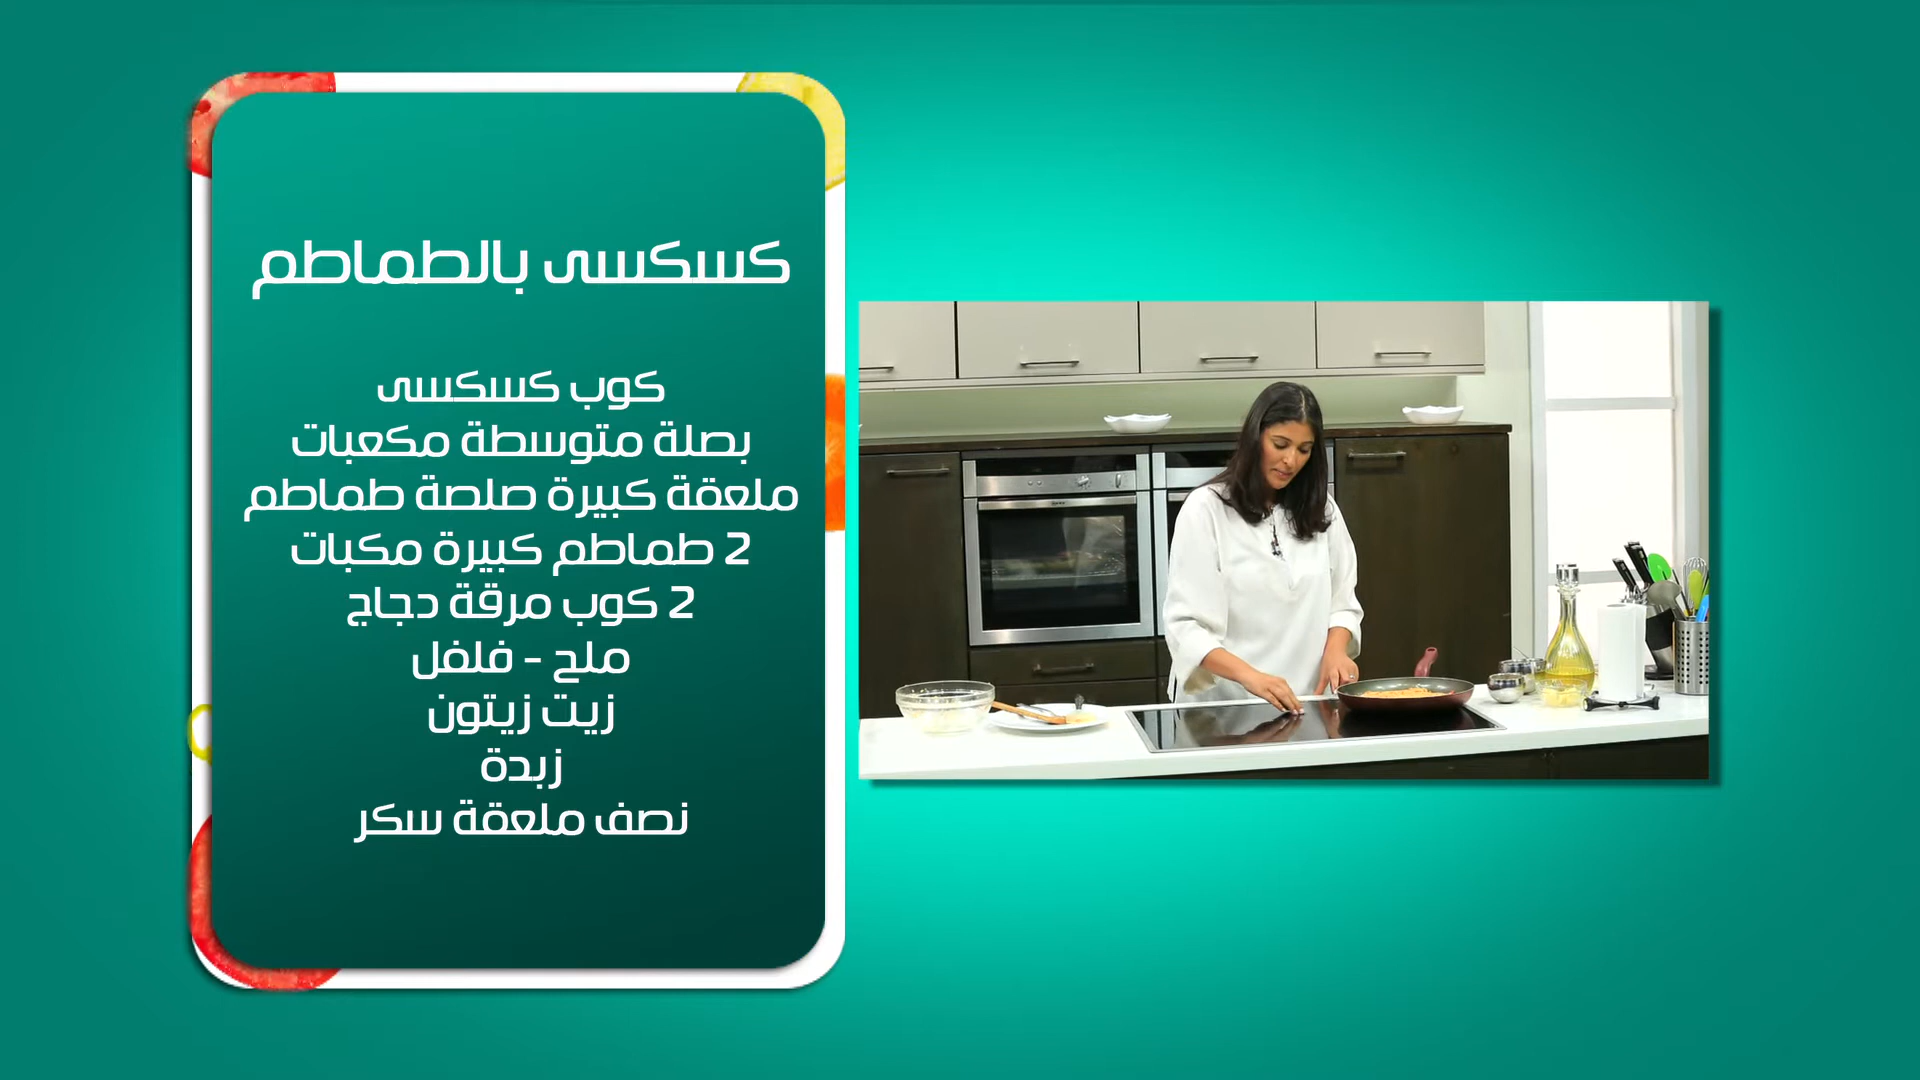 كسكسى بالطماطم
كوب كسكسى
بصلة متوسطة مكعبات
ملعقة كبيرة صلصة طماطم
2 طماطم كبيرة مكبات
2 كوب مرقة دجاج
ملح - فلفل
زيت زيتون
زبدة
نصف ملعقة سكر